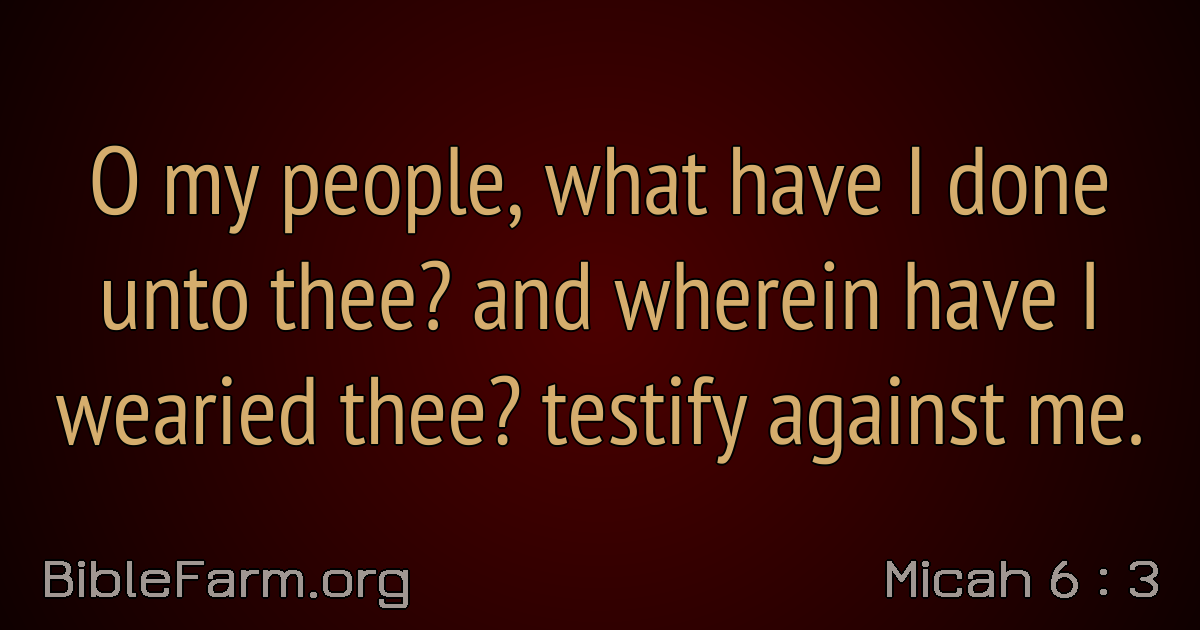 O my people, what have I done
unto thee? and wherein have I
wearied thee? testify against me.
BibleFarm.org
Micah 6 : 3